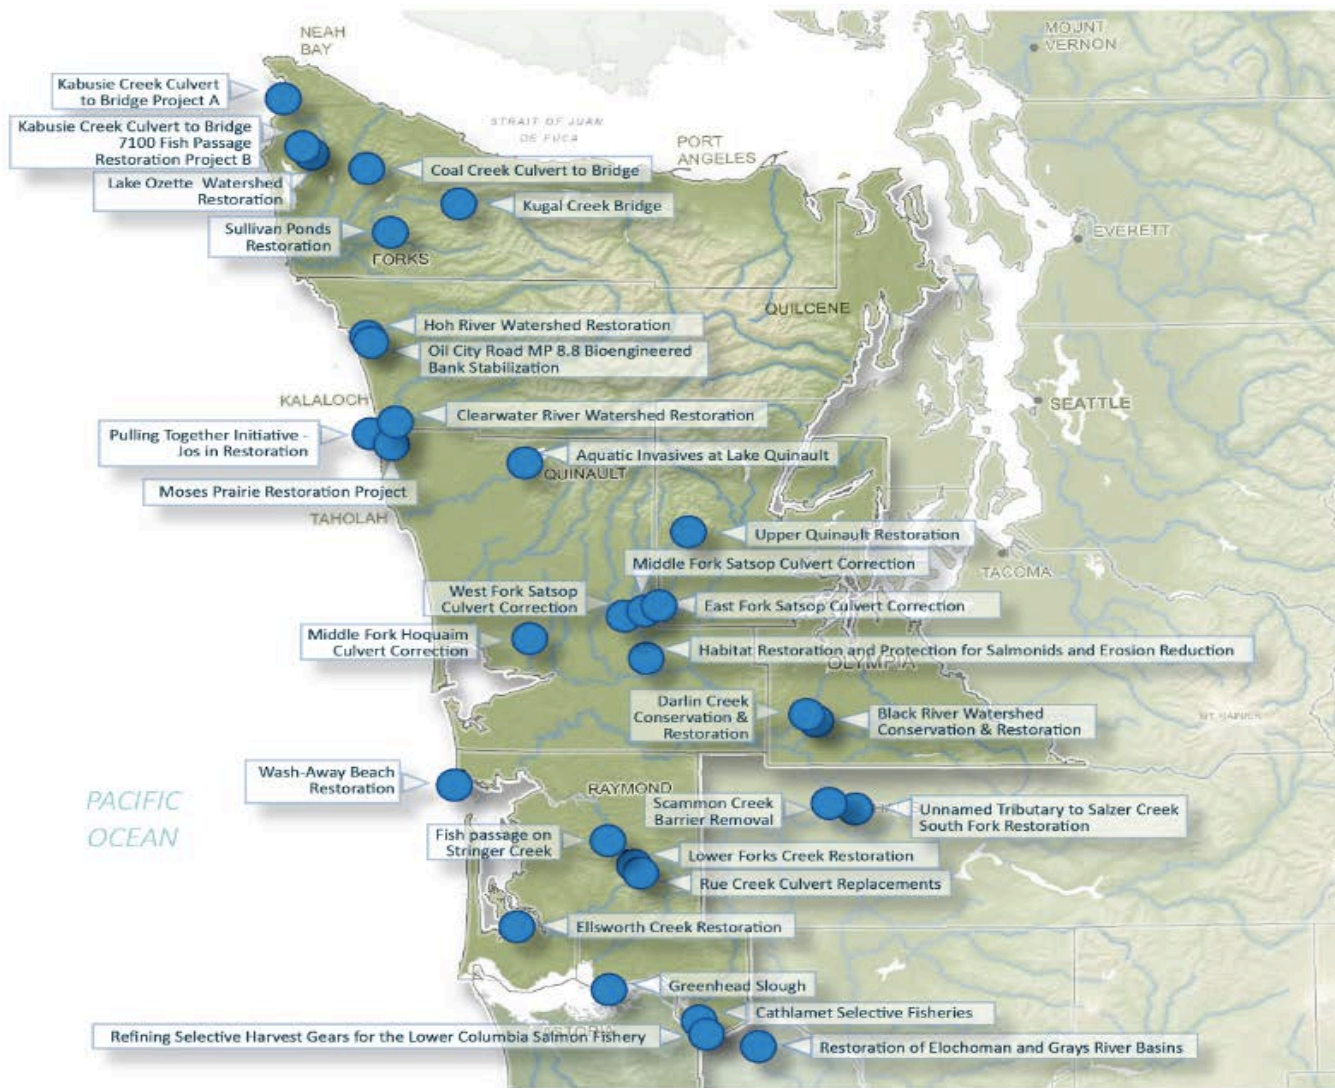 NEAH
BAY
MOUNT
VERNON
Kabusie Creek Culvert
to Bridge Project A
STRAIT OF JUAN
DE FUCA
Kabusie Creek Culvert to Bridge
7100 Fish Passage
Restoration Project B
PORT
ANGELES
Coal Creek Culvert to Bridge
Lake Ozette Watershed
Restoration
Kugal Creek Bridge
Sullivan Ponds
Restoration
EVERETT
FORKS
QUILCENE
Hoh River Watershed Restoration
Oil City Road MP 8.8 Bioengineered
Bank Stabilization
KALALOCH
SEATTLE
Clearwater River Watershed Restoration
Pulling Together Initiative -
Jos in Restoration
Aquatic Invasives at Lake Quinault
QUINAULT
Moses Prairie Restoration Project
TAHOLAH
Upper Quinault Restoration
Middle Fork Satsop Culvert Correction
TACOMA
West Fork Satsop
Culvert Correction
East Fork Satsop Culvert Correction
Middle Fork Hoquaim
Culvert Correction
Habitat Restoration and Protection for Salmonids and Erosion Reduction
OLYMPIA
Darlin Creek
Conservation &
Restoration
Black River Watershed
Conservation & Restoration
MT RAINIER
Wash-Away Beach
Restoration
RAYMOND
PACIFIC
OCEAN
Scammon Creek
Barrier Removal
Unnamed Tributary to Salzer Creek
South Fork Restoration
Fish passage on
Stringer Creek
Lower Forks Creek Restoration
Rue Creek Culvert Replacements
Ellsworth Creek Restoration
Greenhead Slough
Cathlamet Selective Fisheries
ASTORIA
Refining Selective Harvest Gears for the Lower Columbia Salmon Fishery
Restoration of Elochoman and Grays River Basins